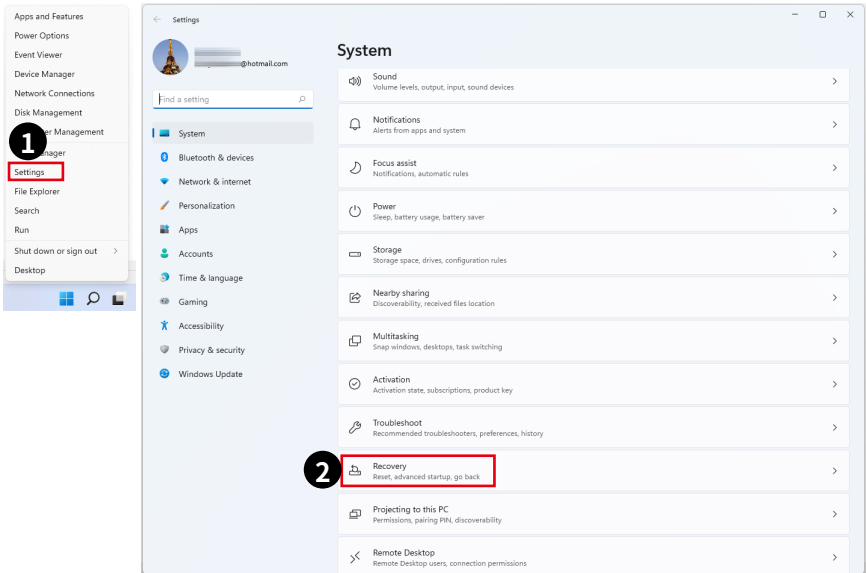 Apps and Features
Power Options
Event Viewer
Device Manager
Network Connections
Disk Management
Management
1
Settings
File Explorer
Search
Run
Shut down or sign out
Desktop
Settings
@hotmail.com
Find a setting
System
Bluetooth & devices
Network & internet
Personalization
Apps
Accounts
Time & language
Gaming
Accessibility
Privacy & security
Windows Update
System
Sound
Volume levels, output, input, sound devices
Notifications
Alerts from apps and system
Focus assist
Notifications, automatic rules
Power
Sleep, battery usage, battery saver
Storage
Storage space, drives, configuration rules
Nearby sharing
Discoverability, received files location
Multitasking
Snap windows, desktops, task switching
Activation
Activation state, subscriptions, product key
Troubleshoot
Recommended troubleshooters, preferences, history
2
Recovery
Reset, advanced startup, go back
Projecting to this PC
Permissions, pairing PIN, discoverability
Remote Desktop
Remote Desktop users, connection permissions